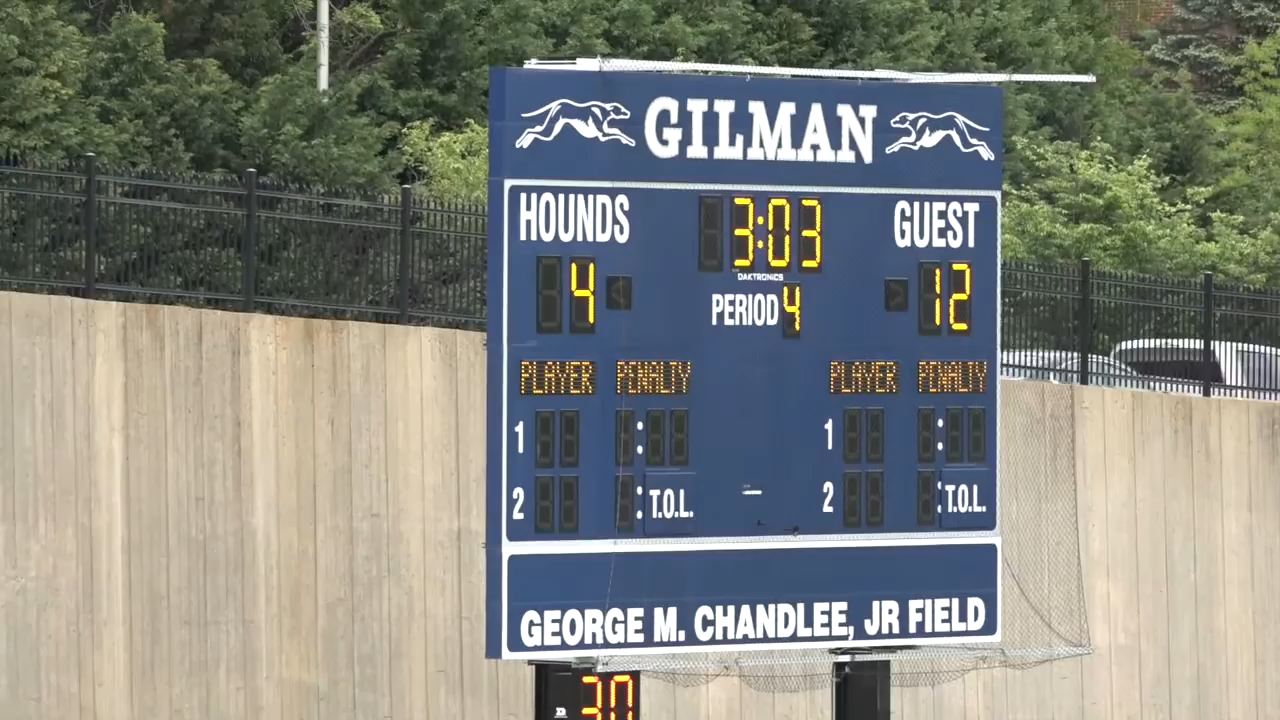 GILMAN
HOUNDS 3:03 GUEST
DAKTRONICS
4 PERIOD 4 12
PLAYER PENALTY PLAYER PENALTY
1 : 1 :
2 : T.O.L. 2 : T.O.L.
GEORGE M. CHANDLEE, JR FIELD
30